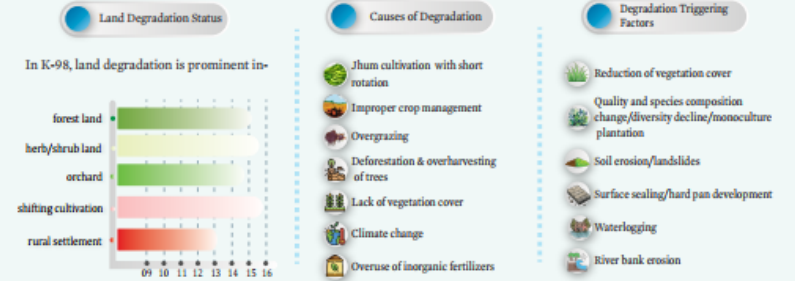 Land Degradation Status
In K-98, land degradation is prominent in-
forest land
herb/shrub land
orchard
shifting cultivation
rural settlement
09 10 11 12 13 14 15 16
Causes of Degradation
Jhum cultivation with short
rotation
Improper crop management
Overgrazing
Deforestation & overharvesting
of trees
Lack of vegetation cover
Climate change
Overuse of inorganic fertilizers
Degradation Triggering
Factors
Reduction of vegetation cover
Quality and species composition
change/diversity decline/monoculture
plantation
Soil erosion/landslides
Surface sealing/hard pan development
Waterlogging
River bank erosion